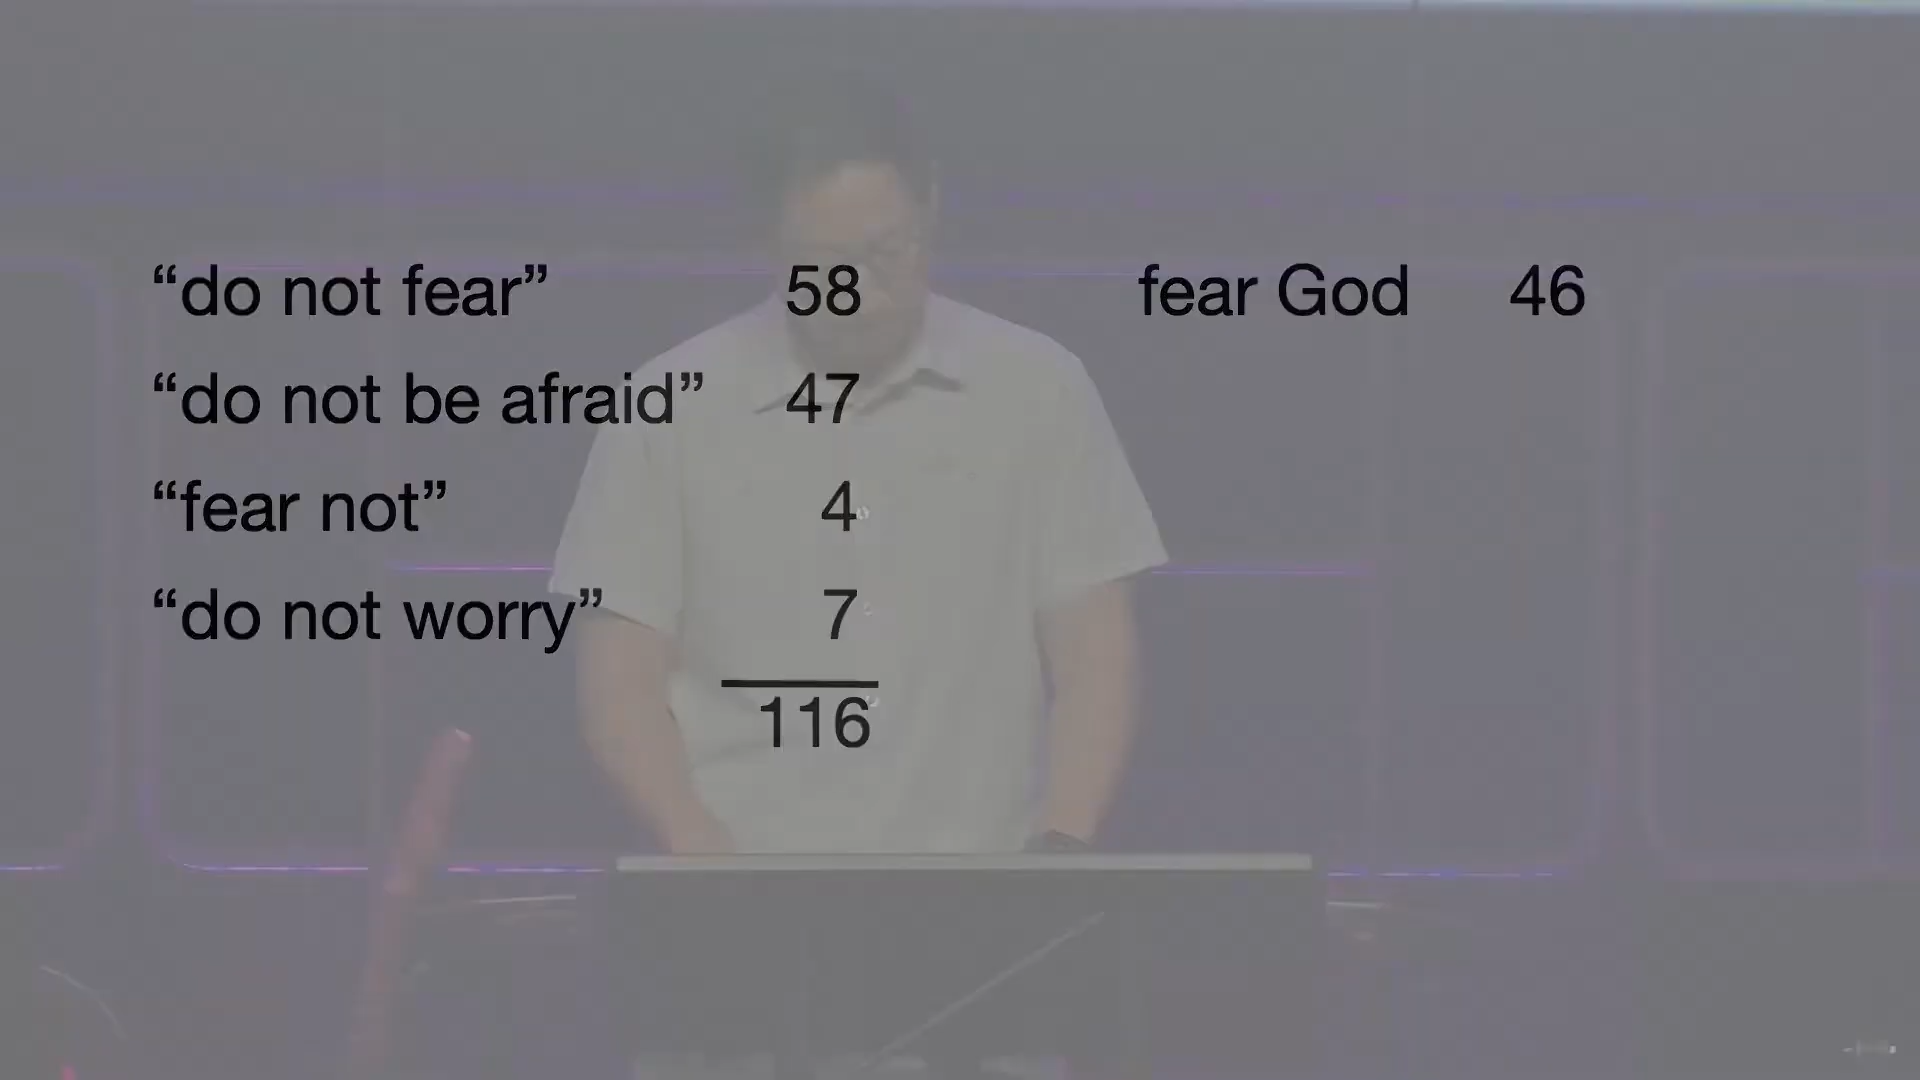 “do not fear” 58 fear God 46
“do not be afraid” 47
“fear not” 4
“do not worry” 7
116